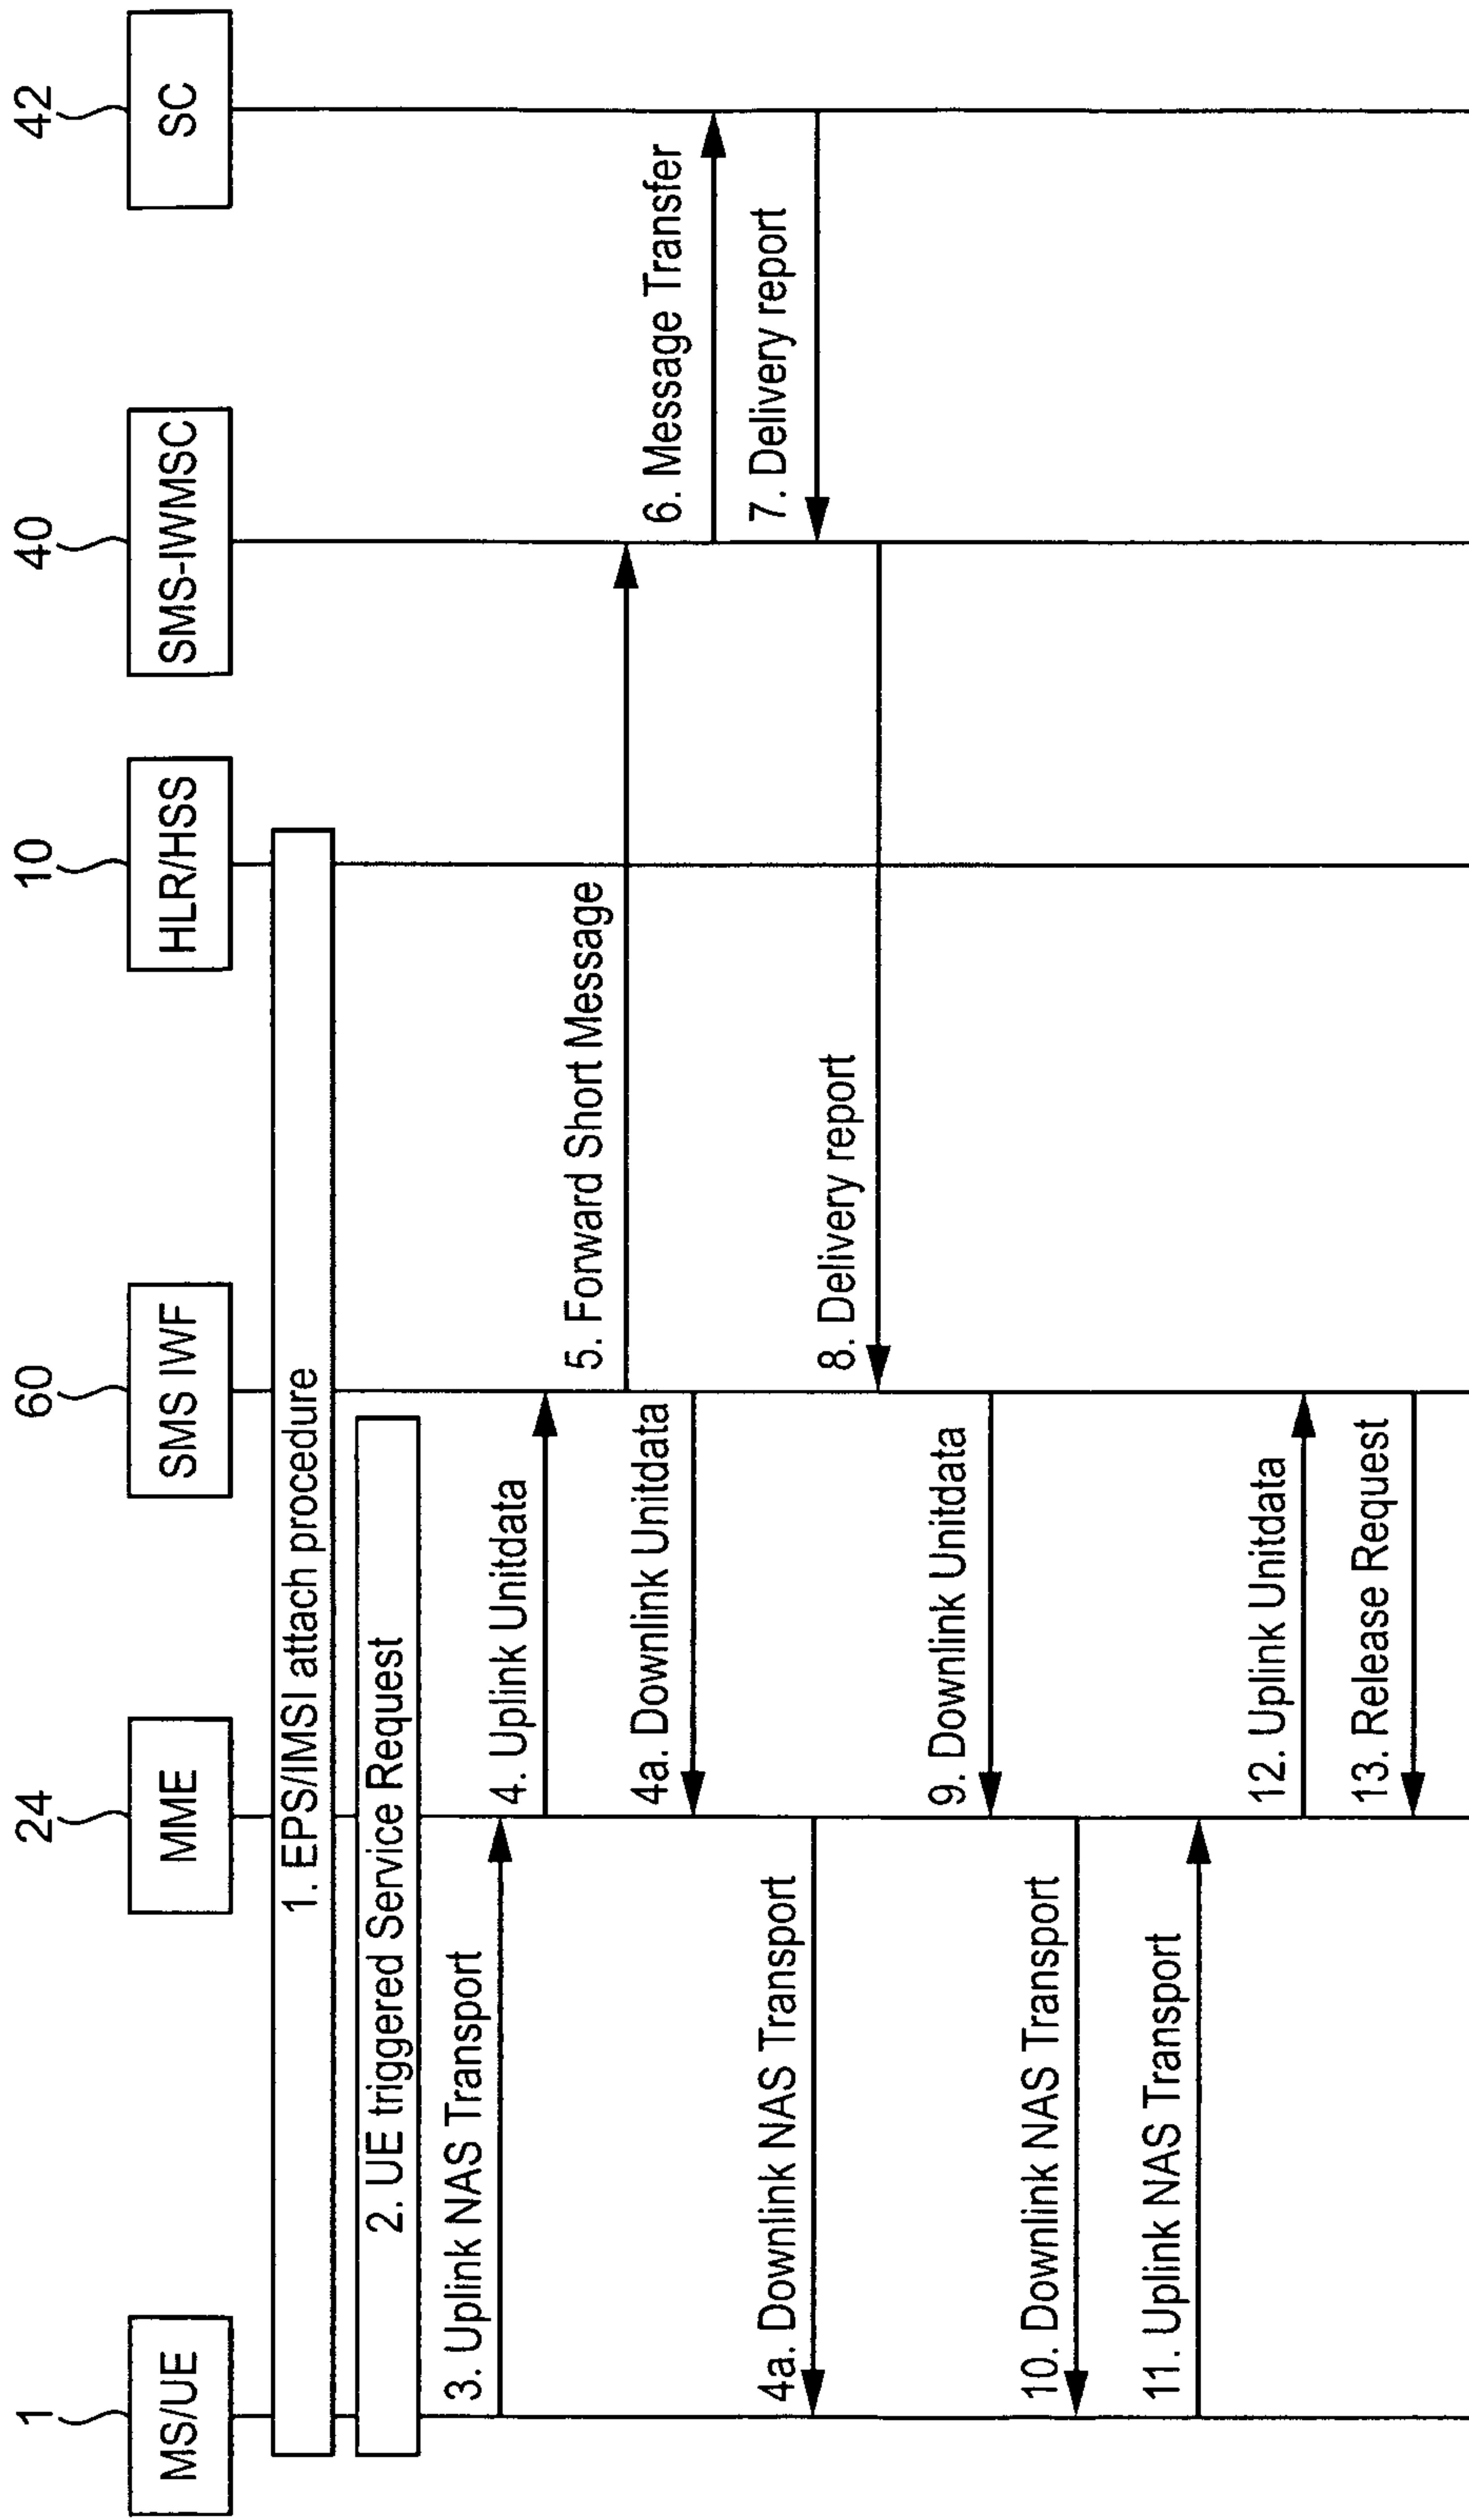 1
24
60
10
40
42
MS/UE
MME
SMS IWF
HLR/HSS
SMS-IWMSC
SC
1. EPS/IMSI attach procedure
2. UE triggered Service Request
3. Uplink NAS Transport
4. Uplink Unitdata
5. Forward Short Message
4a. Downlink Unitdata
6. Message Transfer
4a. Downlink NAS Transport
7. Delivery report
8. Delivery report
9. Downlink Unitdata
10. Downlink NAS Transport
11. Uplink NAS Transport
12. Uplink Unitdata
13. Release Request